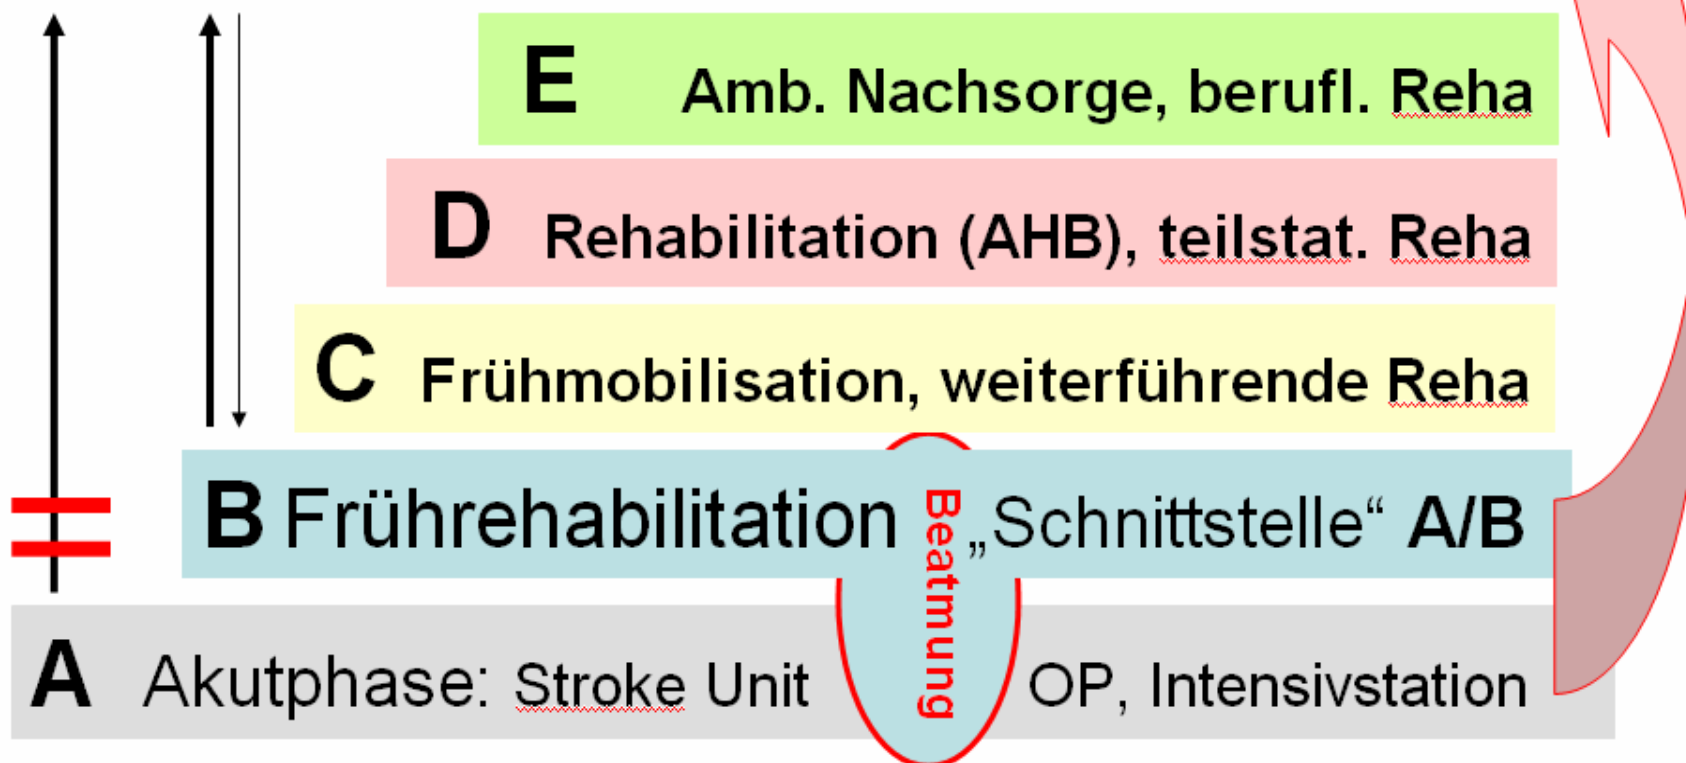 E Amb. Nachsorge, berufl. Reha
D Rehabilitation (AHB), teilstat. Reha
C Frühmobilisation, weiterführende Reha
B Frührehabilitation „Schnittstelle“ A/B
Beatmung
A Akutphase: Stroke Unit OP, Intensivstation